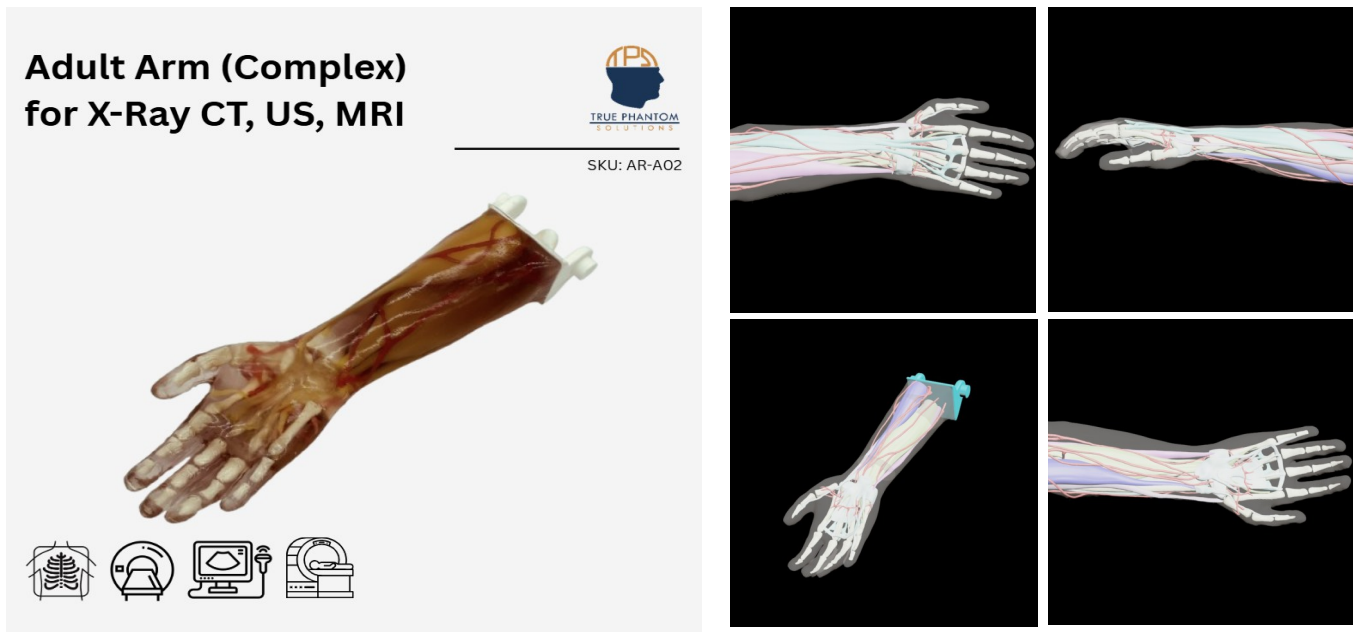 Adult Arm (Complex)
for X-Ray CT, US, MRI
TPS
TRUE PHANTOM
SOLUTIONS
SKU: AR-A02